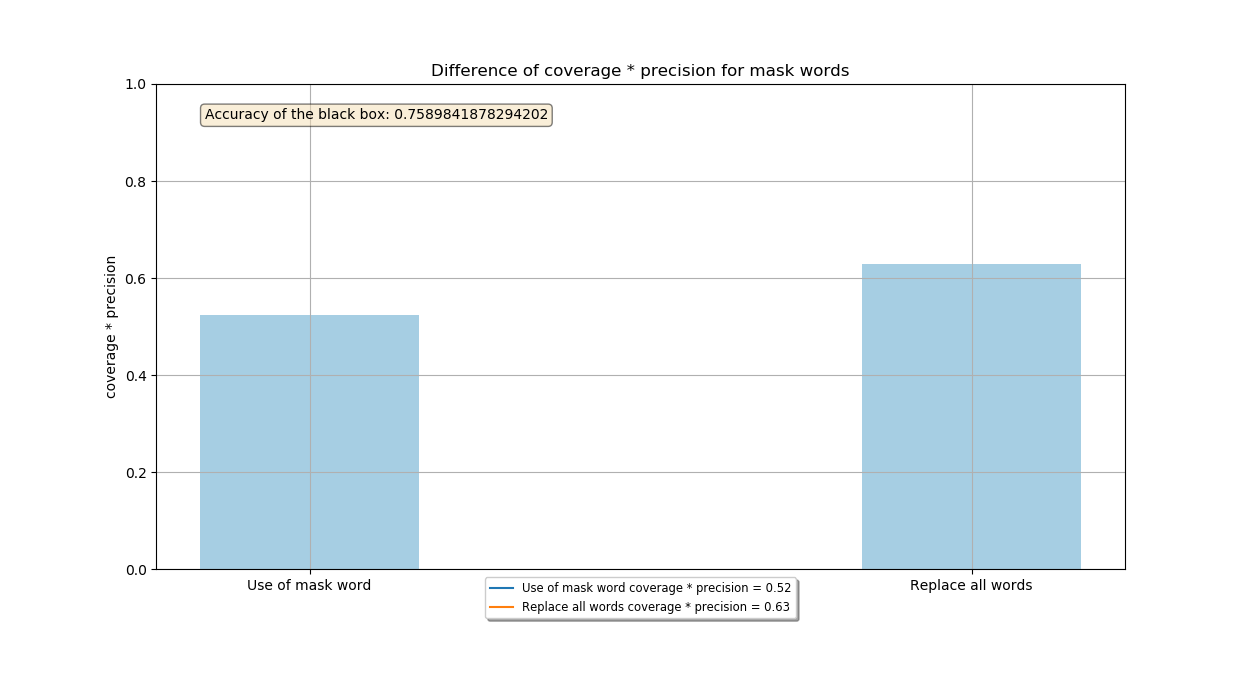 Difference of coverage * precision for mask words
1.0
Accuracy of the black box: 0.7589841878294202
0.8
0.6
coverage * precision
0.4
0.2
0.0
Use of mask word
Replace all words
Use of mask word coverage * precision = 0.52
Replace all words coverage * precision = 0.63